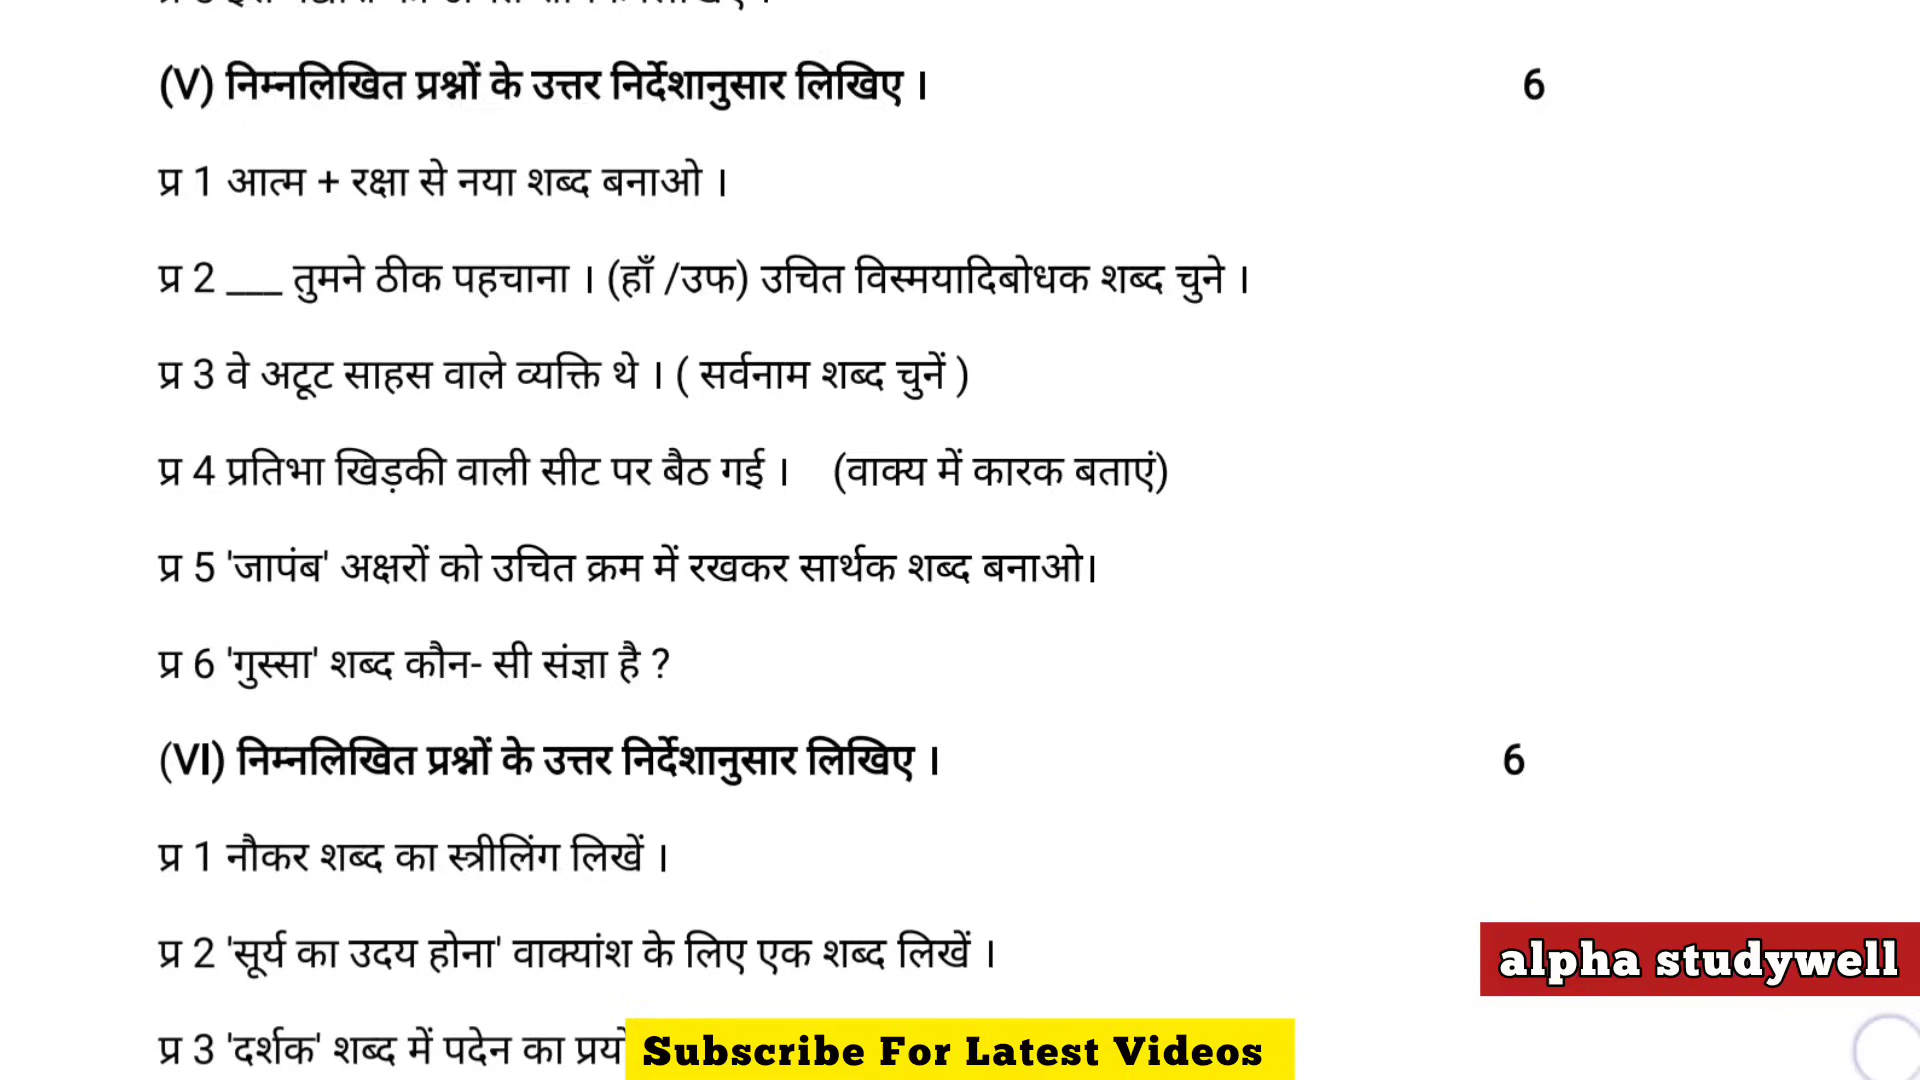 (V) निम्नलिखित प्रश्नों के उत्तर निर्देशानुसार लिखिए । 6
प्र 1 आत्म + रक्षा से नया शब्द बनाओ ।
प्र 2 ___ तुमने ठीक पहचाना । (हाँ /उफ) उचित विस्मयादिबोधक शब्द चुने ।
प्र 3 वे अटूट साहस वाले व्यक्ति थे । ( सर्वनाम शब्द चुनें )
प्र 4 प्रतिभा खिड़की वाली सीट पर बैठ गई । (वाक्य में कारक बताएं)
प्र 5 'जापंब' अक्षरों को उचित क्रम में रखकर सार्थक शब्द बनाओ।
प्र 6 'गुस्सा' शब्द कौन- सी संज्ञा है ?
(VI) निम्नलिखित प्रश्नों के उत्तर निर्देशानुसार लिखिए । 6
प्र 1 नौकर शब्द का स्त्रीलिंग लिखें ।
प्र 2 'सूर्य का उदय होना' वाक्यांश के लिए एक शब्द लिखें ।
alpha studywell
प्र 3 'दर्शक' शब्द में पदेन का
Subscribe For Latest Videos